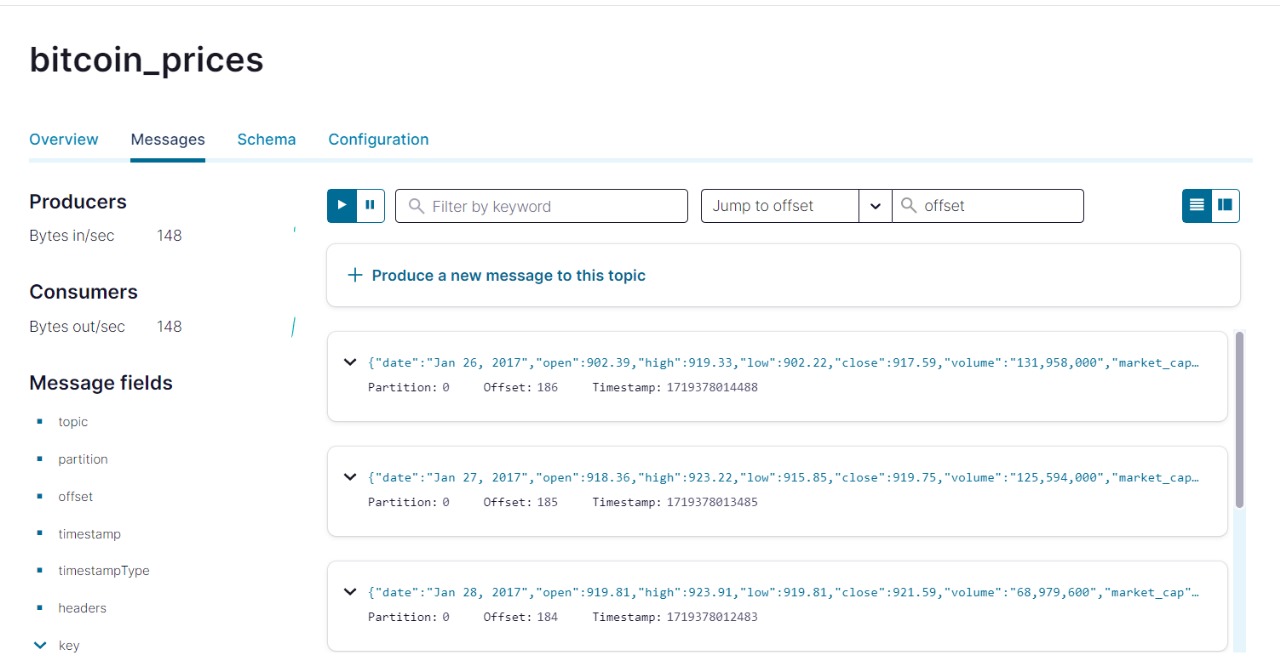 bitcoin_prices
Overview Messages Schema Configuration
Producers
Bytes in/sec 148
Consumers
Bytes out/sec 148
Message fields
topic
partition
offset
timestamp
timestampType
headers
key
Filter by keyword Jump to offset offset
+ Produce a new message to this topic
{"date":"Jan 26, 2017","open":902.39,"high":919.33,"low":902.22,"close":917.59,"volume":"131,958,000","market_cap…
Partition: 0 Offset: 186 Timestamp: 1719378014488
{"date":"Jan 27, 2017","open":918.36,"high":923.22,"low":915.85,"close":919.75,"volume":"125,594,000","market_cap…
Partition: 0 Offset: 185 Timestamp: 1719378013485
{"date":"Jan 28, 2017","open":919.81,"high":923.91,"low":919.81,"close":921.59,"volume":"68,979,600","market_cap"…
Partition: 0 Offset: 184 Timestamp: 1719378012483